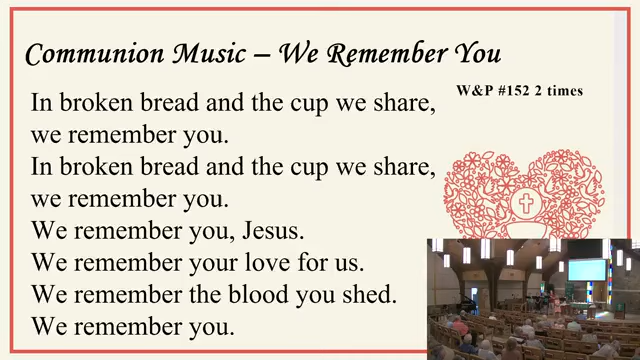 Communion Music – We Remember You
W&P #152 2 times
In broken bread and the cup we share,
we remember you.
In broken bread and the cup we share,
we remember you.
We remember you, Jesus.
We remember your love for us.
We remember the blood you shed.
We remember you.